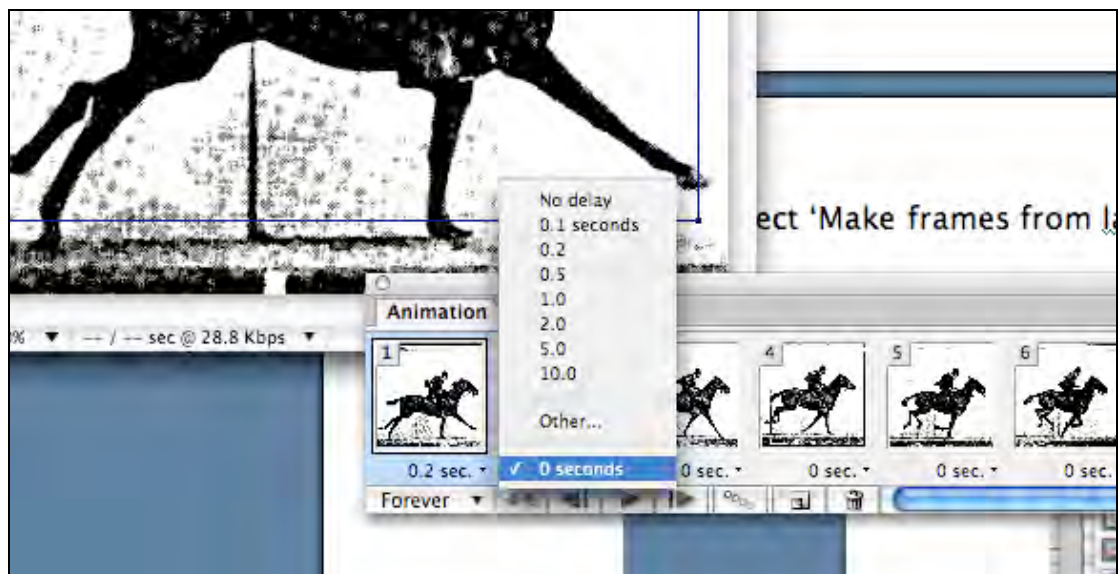 No delay
0.1 seconds
0.2
0.5
1.0
2.0
5.0
10.0
Other...
✓ 0 seconds
ect ‘Make frames from la
Animation
% ▼ -- / -- sec @ 28.8 Kbps ▼
1
4
5
6
0.2 sec.
0 sec.
0 sec.
0 sec.
0 sec.
Forever